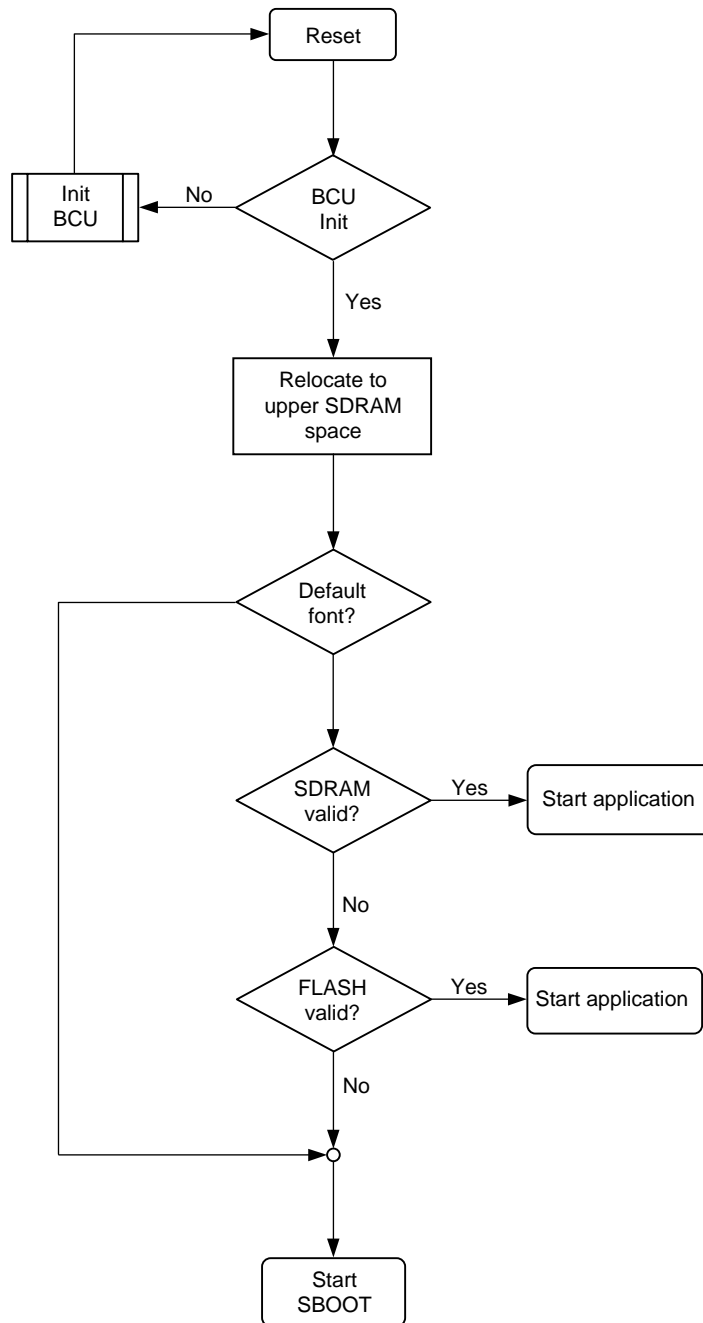 Reset
Init
BCU
No
BCU
Init
Yes
Relocate to
upper SDRAM
space
Default
font?
SDRAM
valid?
Yes
Start application
No
FLASH
valid?
Yes
Start application
No
Start
SBOOT